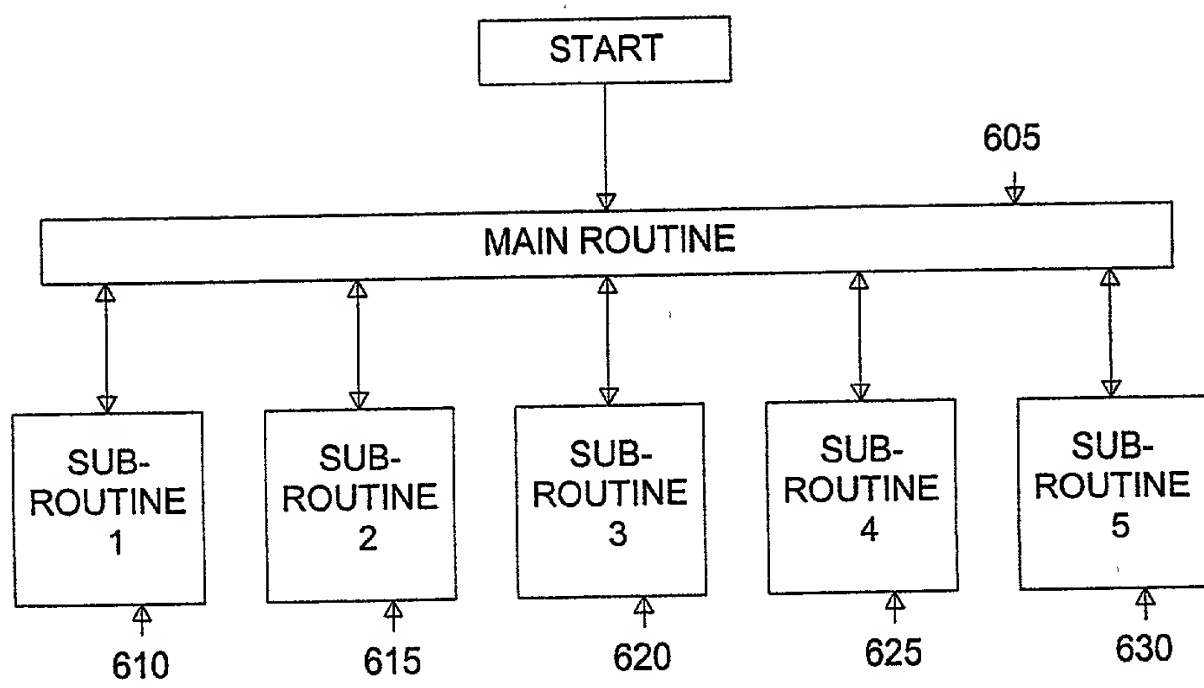 START
605
MAIN ROUTINE
SUB-
ROUTINE
1
SUB-
ROUTINE
2
SUB-
ROUTINE
3
SUB-
ROUTINE
4
SUB-
ROUTINE
5
610
615
620
625
630